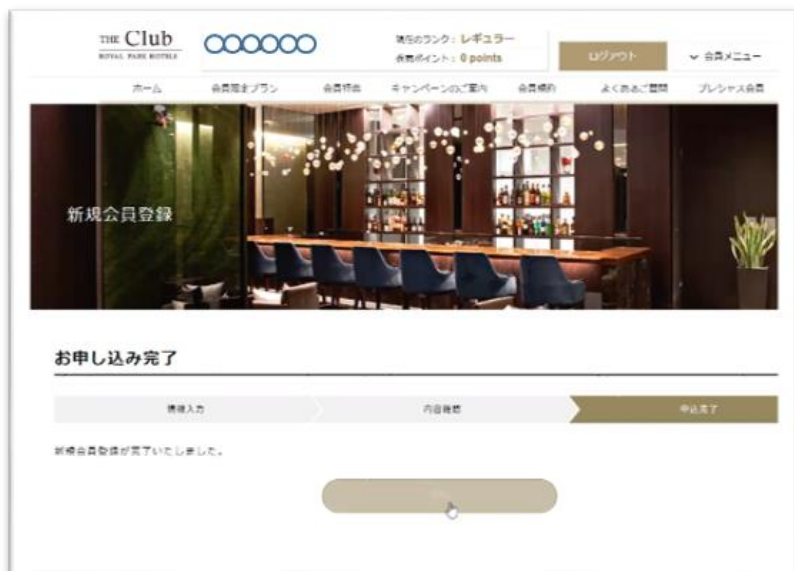 THE Club
ROYAL PARK HOTELS
現在のランク： レギュラー
保有ポイント： 0 points
ログアウト
会員メニュー
ホーム
会員限定プラン
会員特典
キャンペーンのご案内
会員規約
よくあるご質問
プレシャス会員
新規会員登録
お申し込み完了
情報入力
内容確認
申込完了
新規会員登録が完了いたしました。